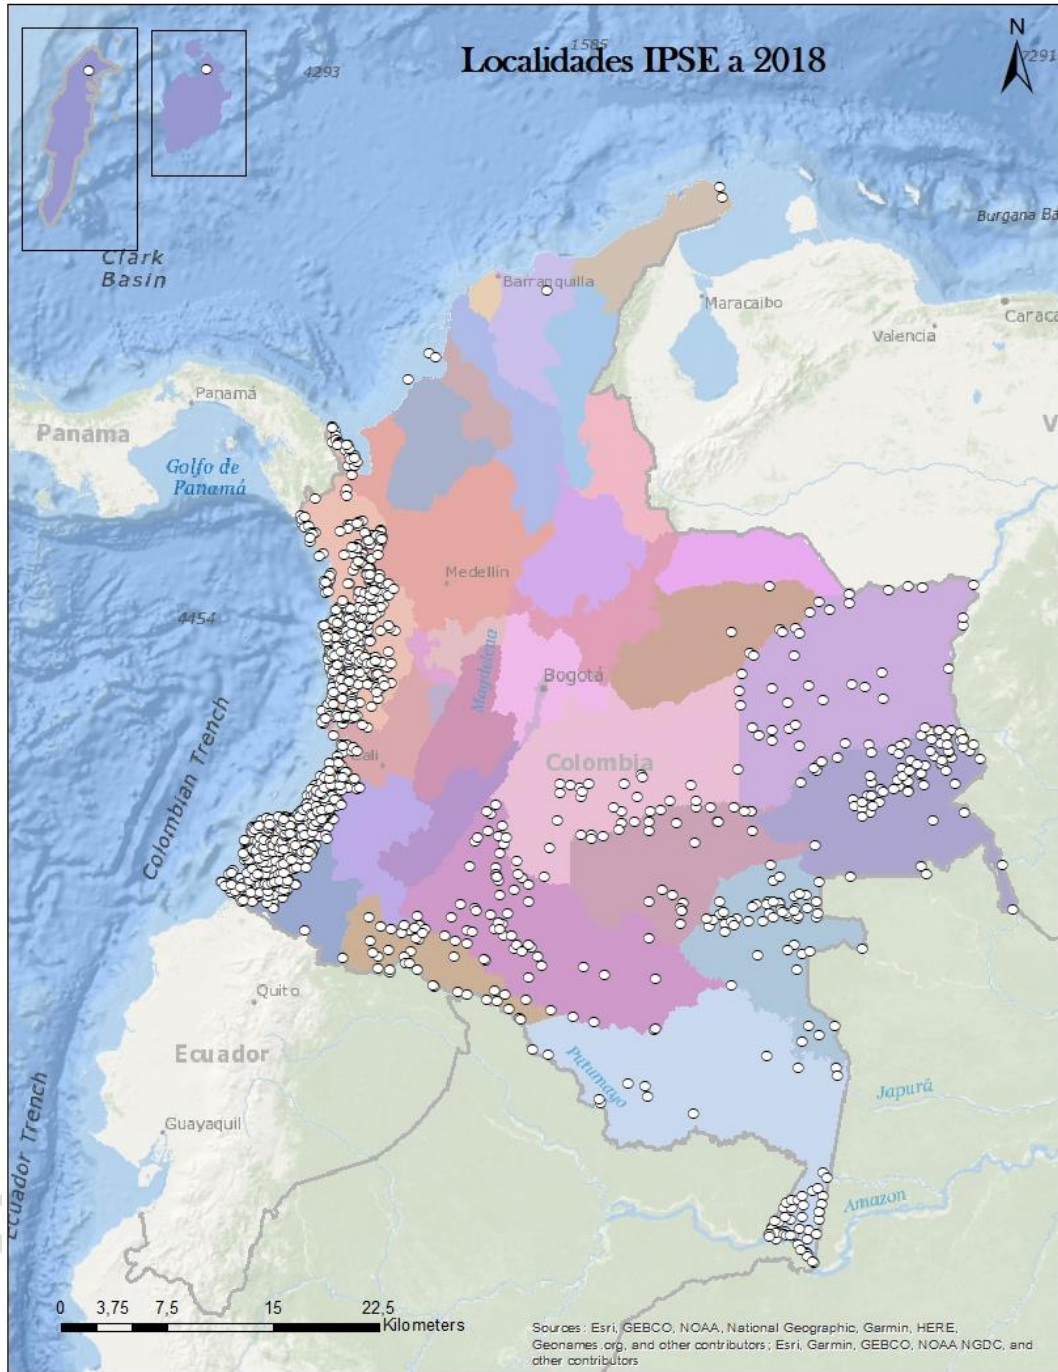 Localidades IPSE a 2018
N
1585
4293
7291
Clark
Basin
Burgana Ba
Barranquilla
Maracaibo
Caraca
Valencia
Panamá
Panama
V
Golfo de
Panamá
Medellín
4454
Magdalena
Bogotá
Colombian Trench
Cali
Colombia
Quito
Ecuador
Putumayo
Japurá
Guayaquil
Ecuador Trench
Amazon
0 3,75 7,5 15 22,5
Kilometers
Sources: Esri, GEBCO, NOAA, National Geographic, Garmin, HERE,
Geonames.org, and other contributors; Esri, Garmin, GEBCO, NOAA NGDC, and
other contributors